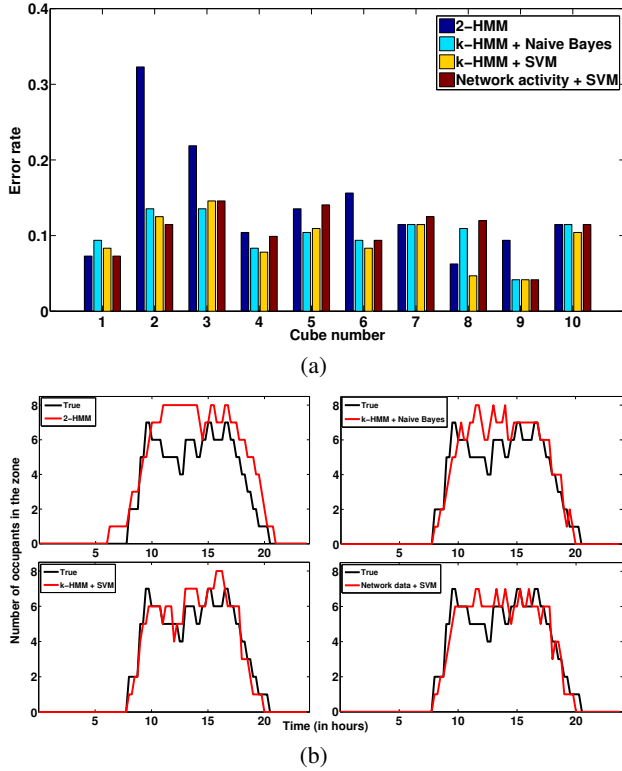 0.4
0.3
0.2
0.1
0
Error rate
2−HMM
k−HMM + Naive Bayes
k−HMM + SVM
Network activity + SVM
1 2 3 4 5 6 7 8 9 10
Cube number
(a)
Number of occupants in the zone
8
6
4
2
0
True
2−HMM
5 10 15 20
8
6
4
2
0
True
k−HMM + Naive Bayes
5 10 15 20
8
6
4
2
0
True
k−HMM + SVM
5 10 15 20
8
6
4
2
0
True
Network data + SVM
5 10 15 20
Time (in hours)
(b)